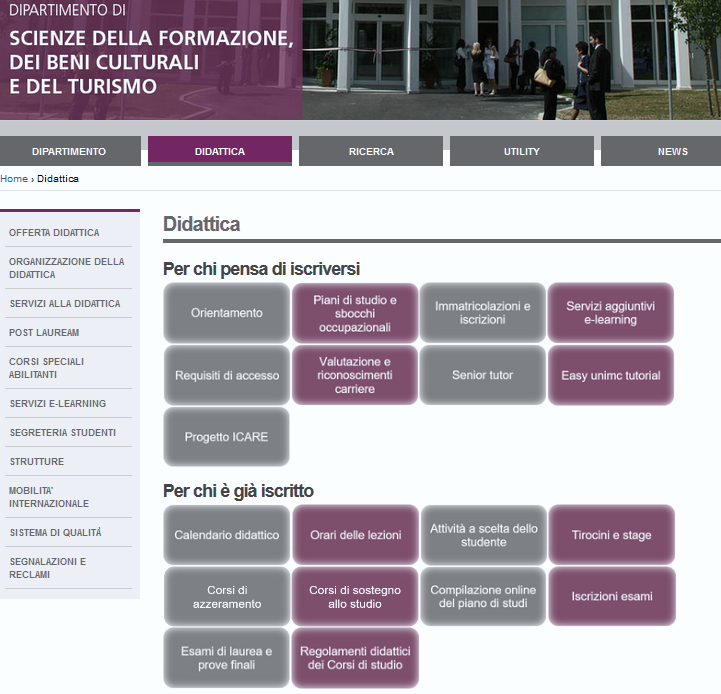 DIPARTIMENTO DI
SCIENZE DELLA FORMAZIONE,
DEI BENI CULTURALI
E DEL TURISMO
DIPARTIMENTO
DIDATTICA
RICERCA
UTILITY
NEWS
Home › Didattica
OFFERTA DIDATTICA
ORGANIZZAZIONE DELLA
DIDATTICA
SERVIZI ALLA DIDATTICA
POST LAUREAM
CORSI SPECIALI
ABILITANTI
SERVIZI E-LEARNING
SEGRETERIA STUDENTI
STRUTTURE
MOBILITA'
INTERNAZIONALE
SISTEMA DI QUALITÁ
SEGNALAZIONI E
RECLAMI
Didattica
Per chi pensa di iscriversi
Orientamento
Piani di studio e
sbocchi
occupazionali
Immatricolazioni e
iscrizioni
Servizi aggiuntivi
e-learning
Requisiti di accesso
Valutazione e
riconoscimenti
carriere
Senior tutor
Easy unimc tutorial
Progetto ICARE
Per chi è già iscritto
Calendario didattico
Orari delle lezioni
Attività a scelta dello
studente
Tirocini e stage
Corsi di
azzeramento
Corsi di sostegno
allo studio
Compilazione online
del piano di studi
Iscrizioni esami
Esami di laurea e
prove finali
Regolamenti didattici
dei Corsi di studio